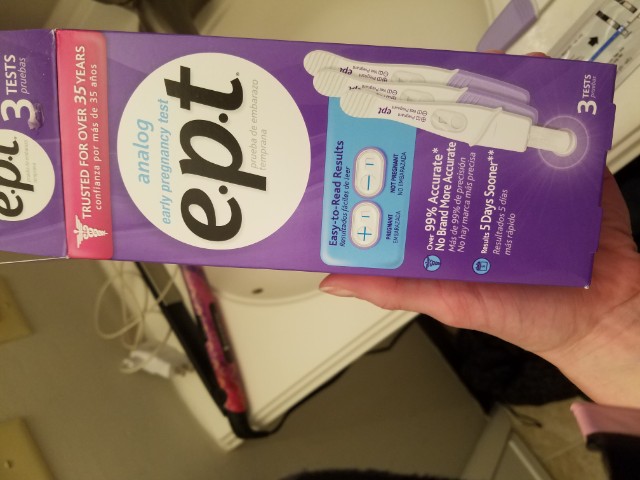 3 TESTS
pruebas
e.p.t
TRUSTED FOR OVER 35 YEARS
confianza por más de 35 años
analog
early pregnancy test
e.p.t
prueba de embarazo
temprana
Easy-to-Read Results
Resultados fáciles de leer
PREGNANT
EMBARAZADA
NOT PREGNANT
NO EMBARAZADA
ept
ept
ept
Over 99% Accurate*
No Brand More Accurate
Más de 99% de precisión
No hay marca más precisa
Results 5 Days Sooner**
Resultados 5 días
más rápido
3 TESTS
pruebas